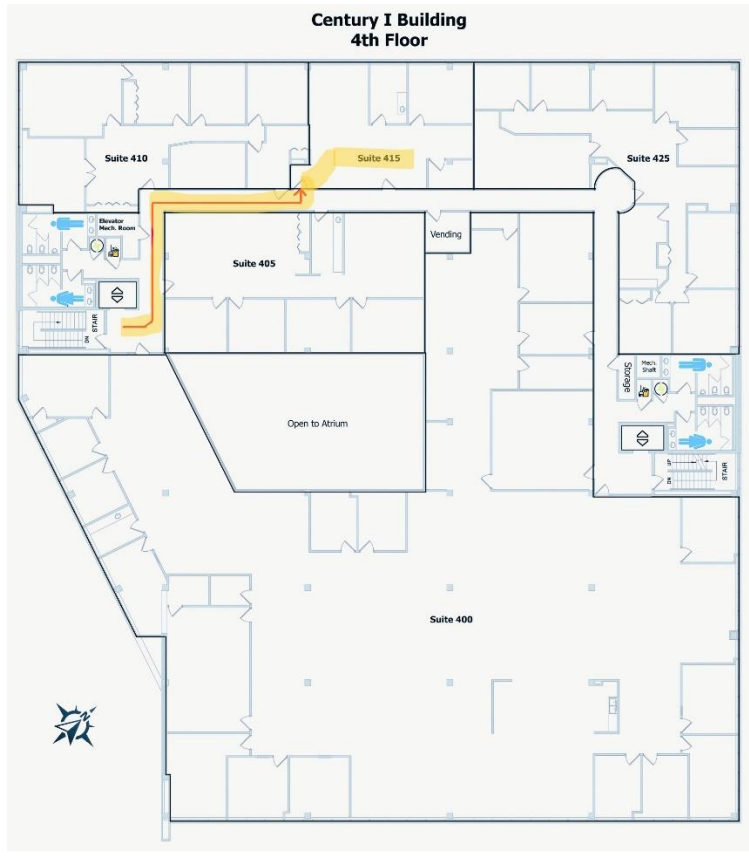 Century I Building
4th Floor
Suite 410
Suite 415
Suite 425
Elevator
Mech. Room
Vending
Suite 405
STAIR
DN
Storage
Mech.
Shaft
Open to Atrium
UP
DN
STAIR
Suite 400
N